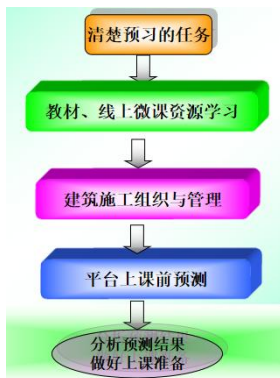 清楚预习的任务
教材、线上微课资源学习
建筑施工组织与管理
平台上课前预测
分析预测结果
做好上课准备